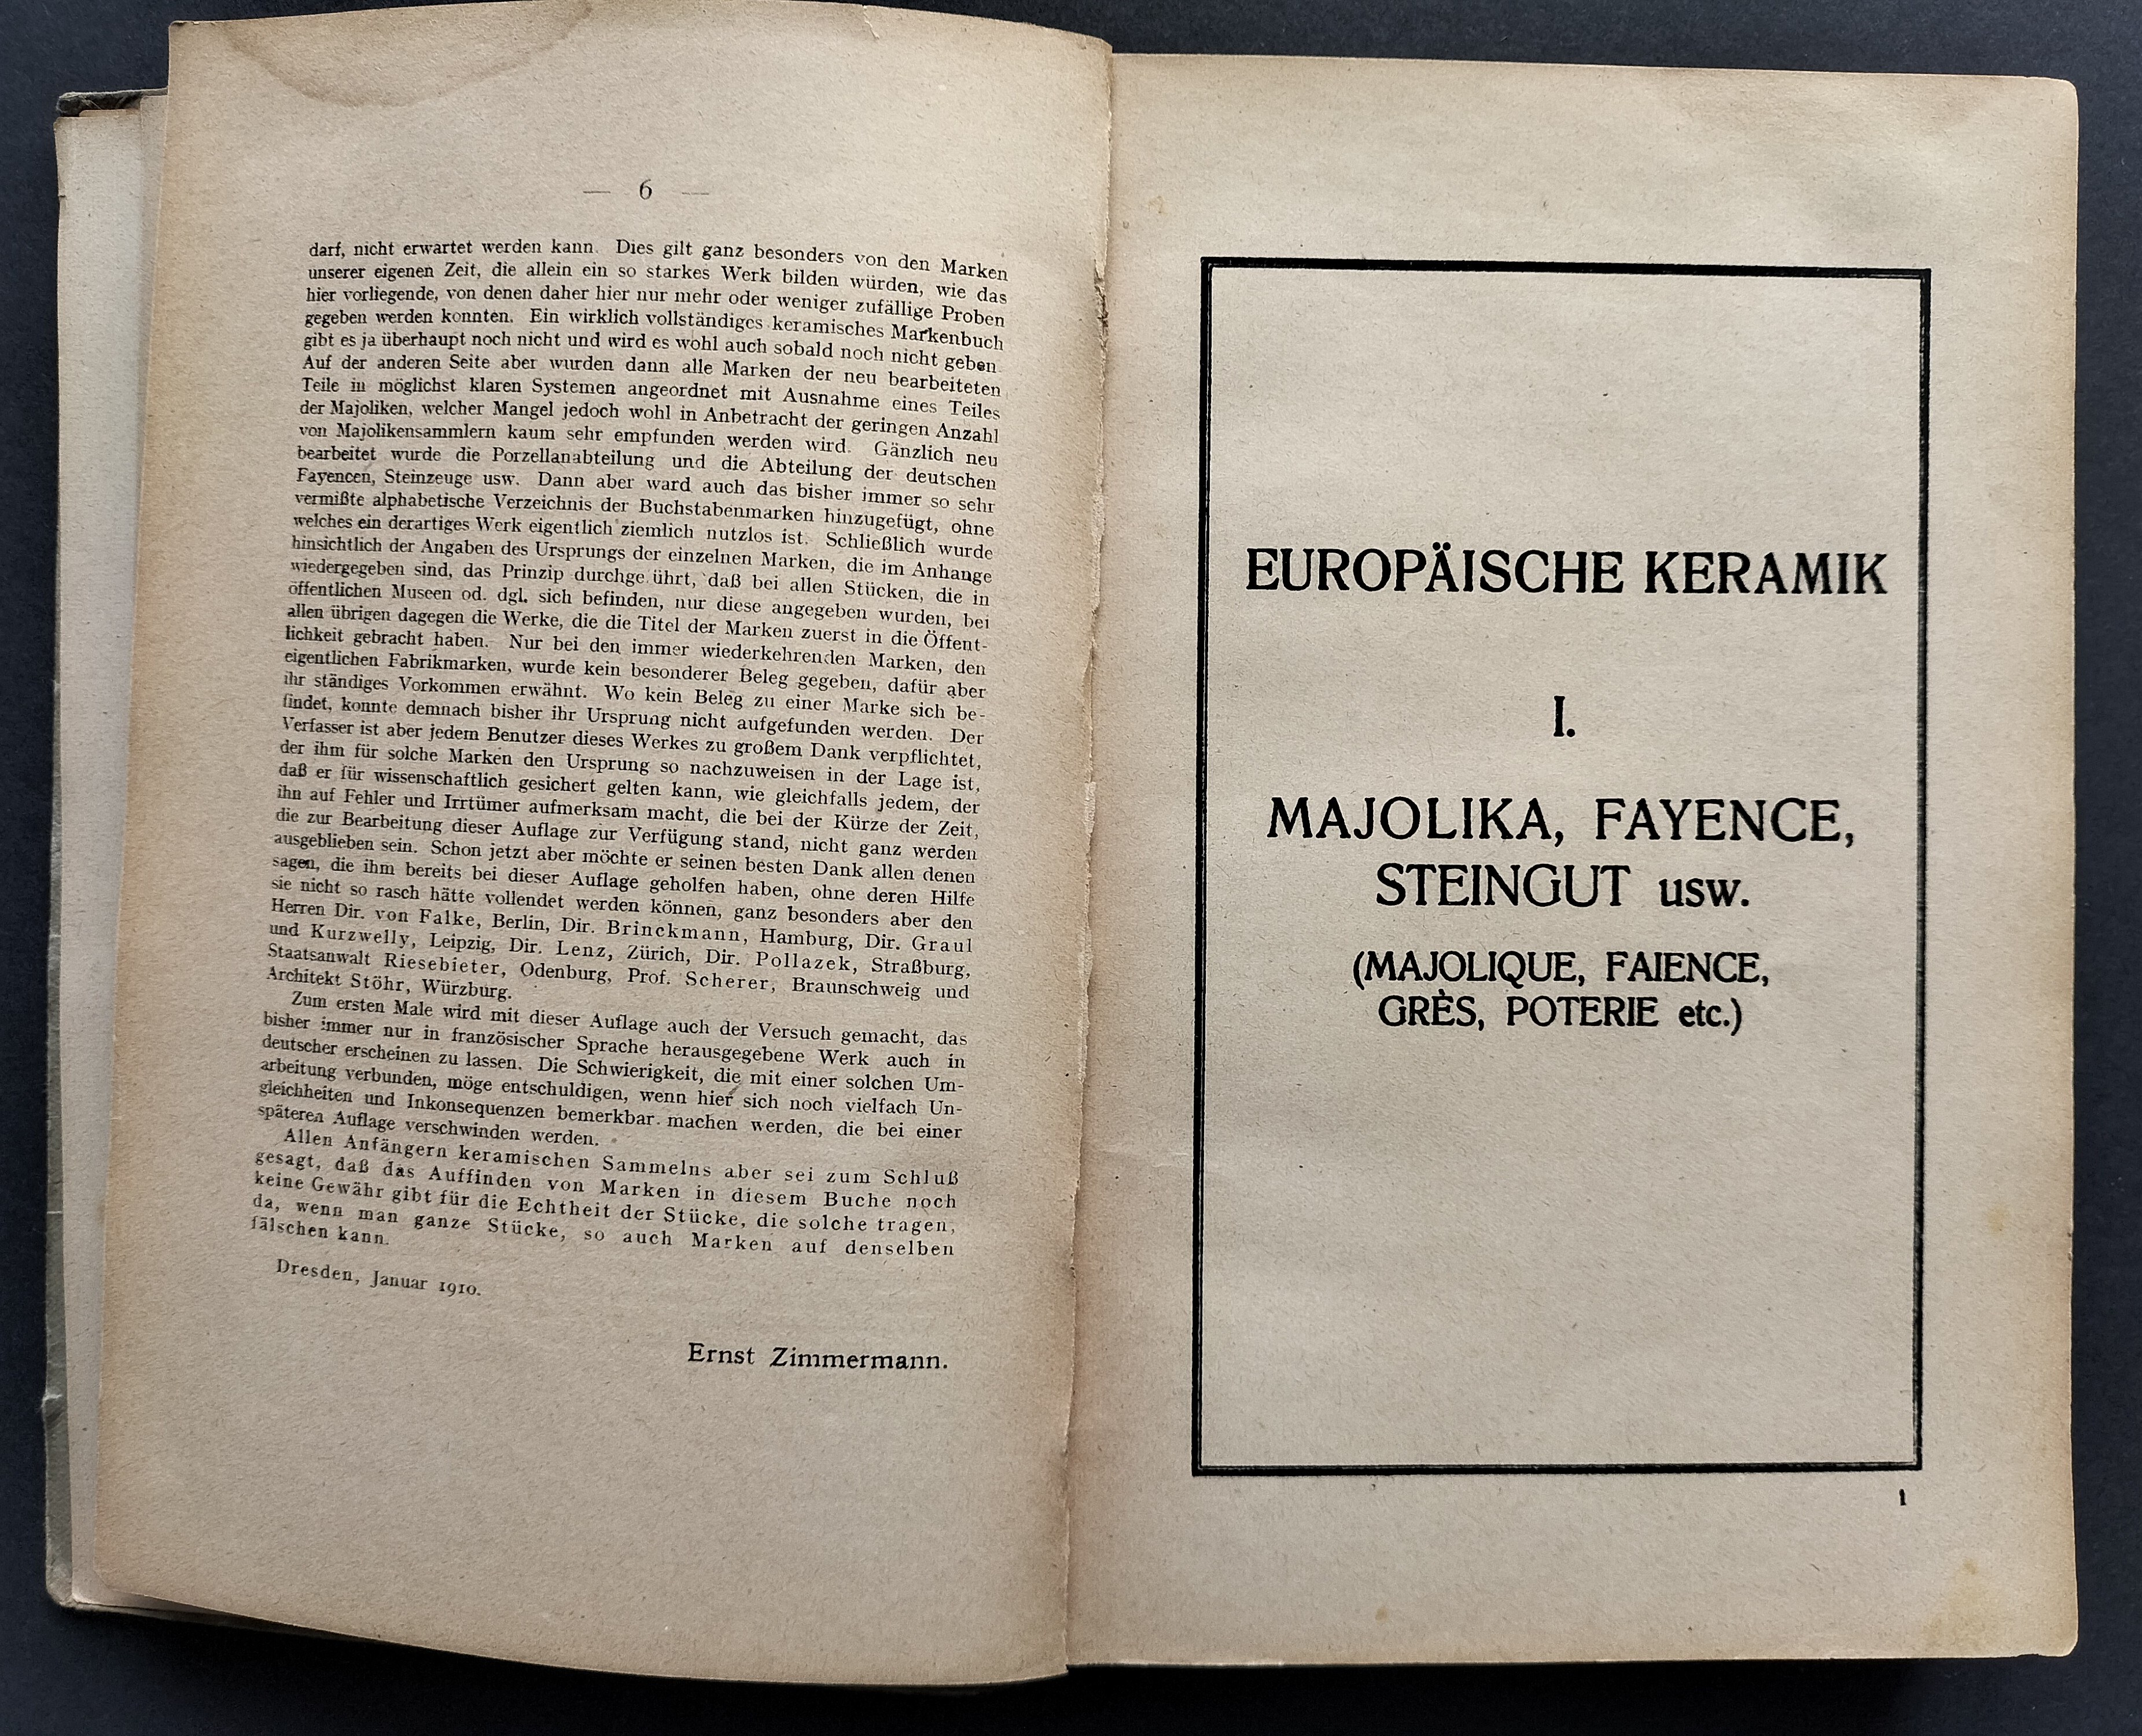 — 6 —
darf, nicht erwartet werden kann. Dies gilt ganz besonders von den Marken
unserer eigenen Zeit, die allein ein so starkes Werk bilden würden, wie das
hier vorliegende, von denen daher hier nur mehr oder weniger zufällige Proben
gegeben werden konnten. Ein wirklich vollständiges keramisches Markenbuch
gibt es ja überhaupt noch nicht und wird es wohl auch sobald noch nicht geben
Auf der anderen Seite aber wurden dann alle Marken der neu bearbeiteten
Teile in möglichst klaren Systemen angeordnet mit Ausnahme eines Teiles
der Majoliken, welcher Mangel jedoch wohl in Anbetracht der geringen Anzahl
von Majolikensammlern kaum sehr empfunden werden wird. Gänzlich neu
bearbeitet wurde die Porzellanabteilung und die Abteilung der deutschen
Fayencen, Steinzeuge usw. Dann aber ward auch das bisher immer so sehr
vermißte alphabetische Verzeichnis der Buchstabenmarken hinzugefügt, ohne
welches ein derartiges Werk eigentlich ziemlich nutzlos ist. Schließlich wurde
hinsichtlich der Angaben des Ursprungs der einzelnen Marken, die im Anhange
wiedergegeben sind, das Prinzip durchge ührt, daß bei allen Stücken, die in
öffentlichen Museen od. dgl. sich befinden, nur diese angegeben wurden, bei
allen übrigen dagegen die Werke, die die Titel der Marken zuerst in die Öffent-
lichkeit gebracht haben. Nur bei den immer wiederkehrenden Marken, den
eigentlichen Fabrikmarken, wurde kein besonderer Beleg gegeben, dafür aber
ihr ständiges Vorkommen erwähnt. Wo kein Beleg zu einer Marke sich be-
findet, konnte demnach bisher ihr Ursprung nicht aufgefunden werden. Der
Verfasser ist aber jedem Benutzer dieses Werkes zu großem Dank verpflichtet,
der ihm für solche Marken den Ursprung so nachzuweisen in der Lage ist,
daß er für wissenschaftlich gesichert gelten kann, wie gleichfalls jedem, der
ihn auf Fehler und Irrtümer aufmerksam macht, die bei der Kürze der Zeit,
die zur Bearbeitung dieser Auflage zur Verfügung stand, nicht ganz werden
ausgeblieben sein. Schon jetzt aber möchte er seinen besten Dank allen denen
sagen, die ihm bereits bei dieser Auflage geholfen haben, ohne deren Hilfe
sie nicht so rasch hätte vollendet werden können, ganz besonders aber den
Herren Dir. von Falke, Berlin, Dir. Brinckmann, Hamburg, Dir. Graul
und Kurzwelly, Leipzig, Dir. Lenz, Zürich, Dir. Pollazek, Straßburg,
Staatsanwalt Riesebieter, Odenburg, Prof. Scherer, Braunschweig und
Architekt Stöhr, Würzburg.
Zum ersten Male wird mit dieser Auflage auch der Versuch gemacht, das
bisher immer nur in französischer Sprache herausgegebene Werk auch in
deutscher erscheinen zu lassen. Die Schwierigkeit, die mit einer solchen Um-
arbeitung verbunden, möge entschuldigen, wenn hier sich noch vielfach Un-
gleichheiten und Inkonsequenzen bemerkbar machen werden, die bei einer
späteren Auflage verschwinden werden.
Allen Anfängern keramischen Sammelns aber sei zum Schluß
gesagt, daß das Auffinden von Marken in diesem Buche noch
keine Gewähr gibt für die Echtheit der Stücke, die solche tragen,
da, wenn man ganze Stücke, so auch Marken auf denselben
fälschen kann.
Dresden, Januar 1910.
Ernst Zimmermann.
EUROPÄISCHE KERAMIK
I.
MAJOLIKA, FAYENCE,
STEINGUT usw.
(MAJOLIQUE, FAIENCE,
GRÈS, POTERIE etc.)
1